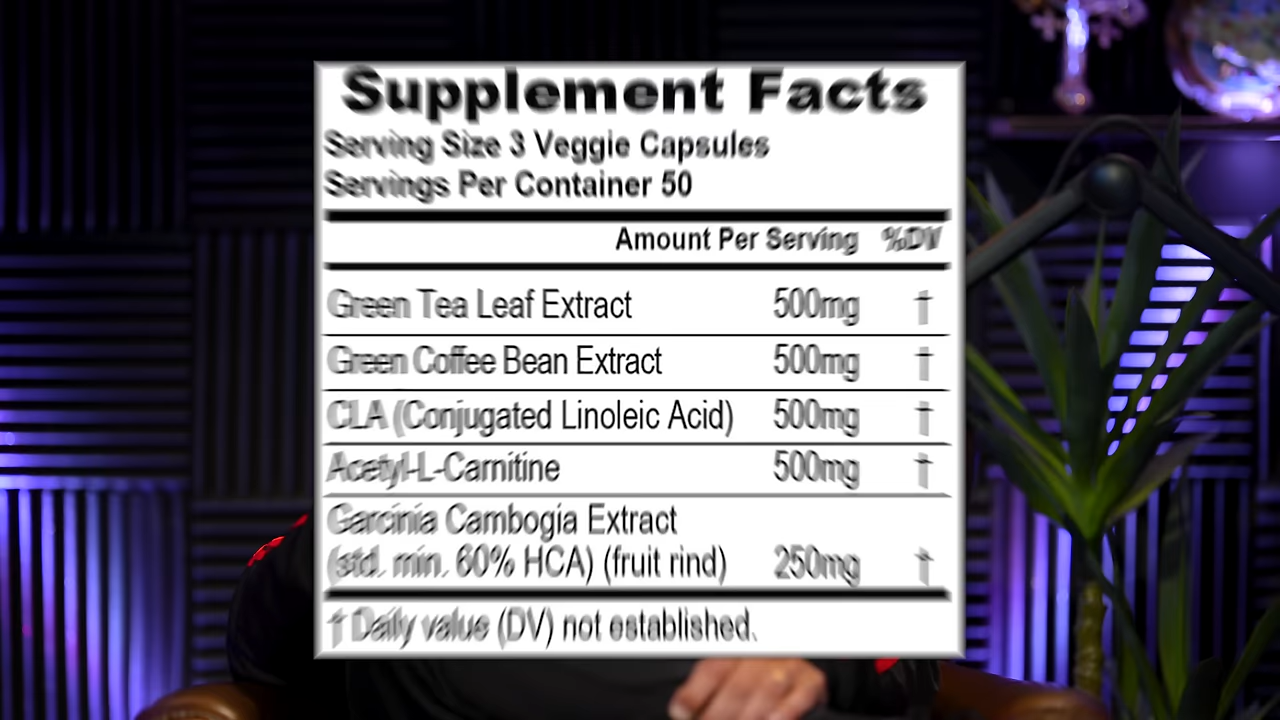 Supplement Facts
Serving Size 3 Veggie Capsules
Servings Per Container 50
Amount Per Serving %DV
Green Tea Leaf Extract 500mg †
Green Coffee Bean Extract 500mg †
CLA (Conjugated Linoleic Acid) 500mg †
Acetyl-L-Carnitine 500mg †
Garcinia Cambogia Extract
(std. min. 60% HCA) (fruit rind) 250mg †
† Daily value (DV) not established.